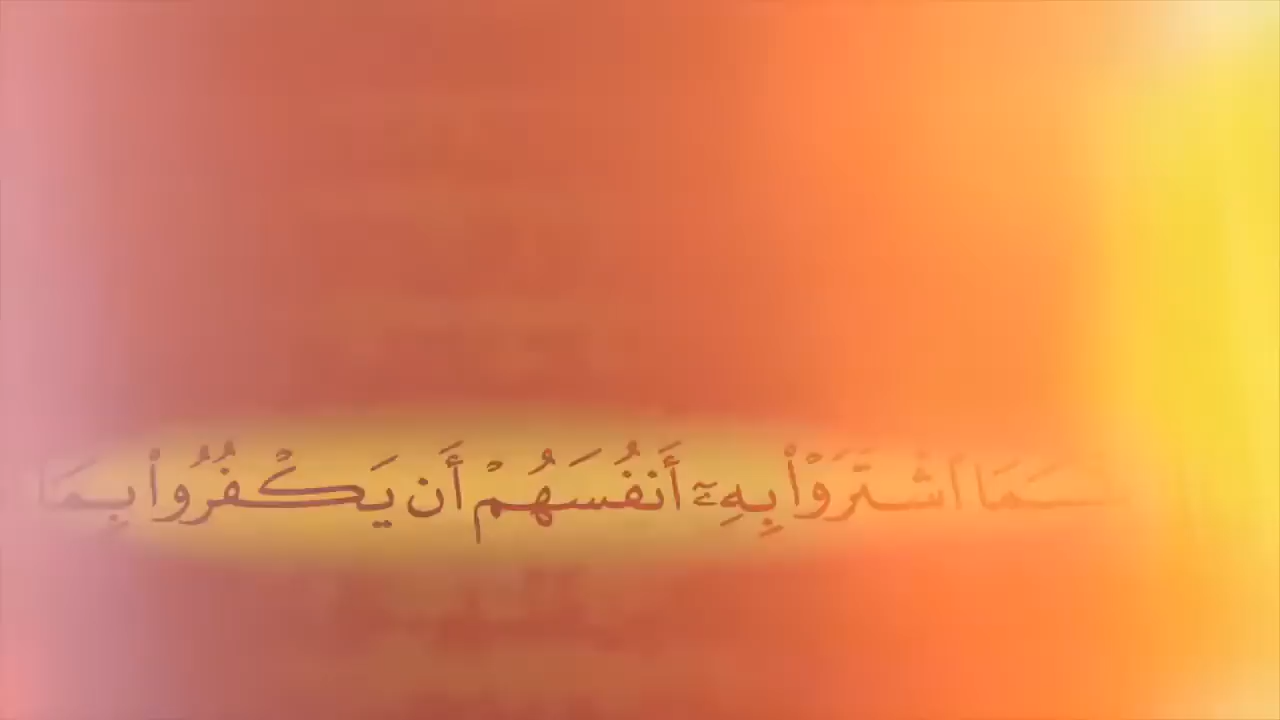 ٱشْتَرَوْا۟ بِهِۦٓ أَنفُسَهُمْ أَن يَكْفُرُوا۟ بِمَا